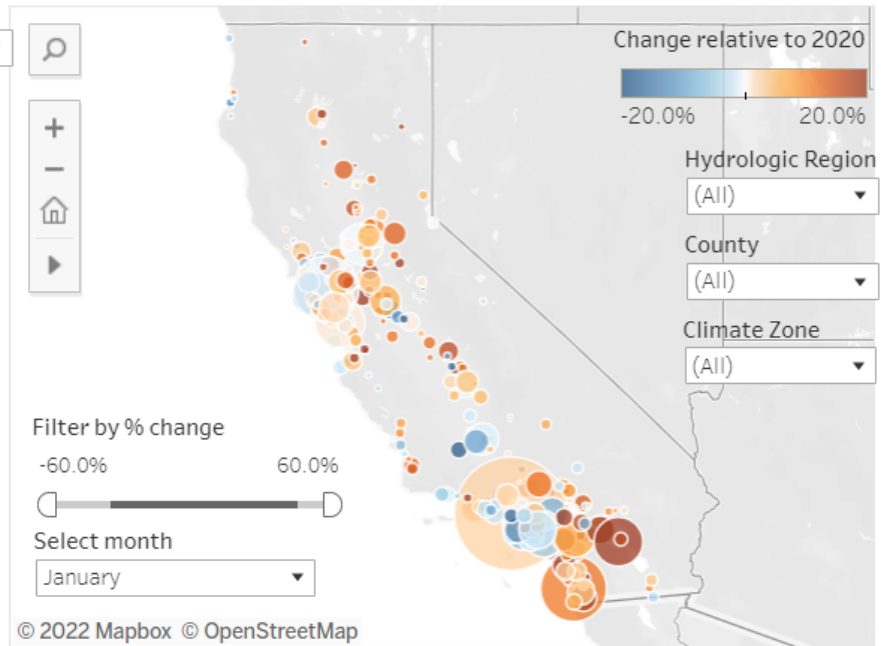 Change relative to 2020
-20.0% 20.0%
Hydrologic Region
(All)
County
(All)
Climate Zone
(All)
Filter by % change
-60.0% 60.0%
Select month
January
© 2022 Mapbox © OpenStreetMap